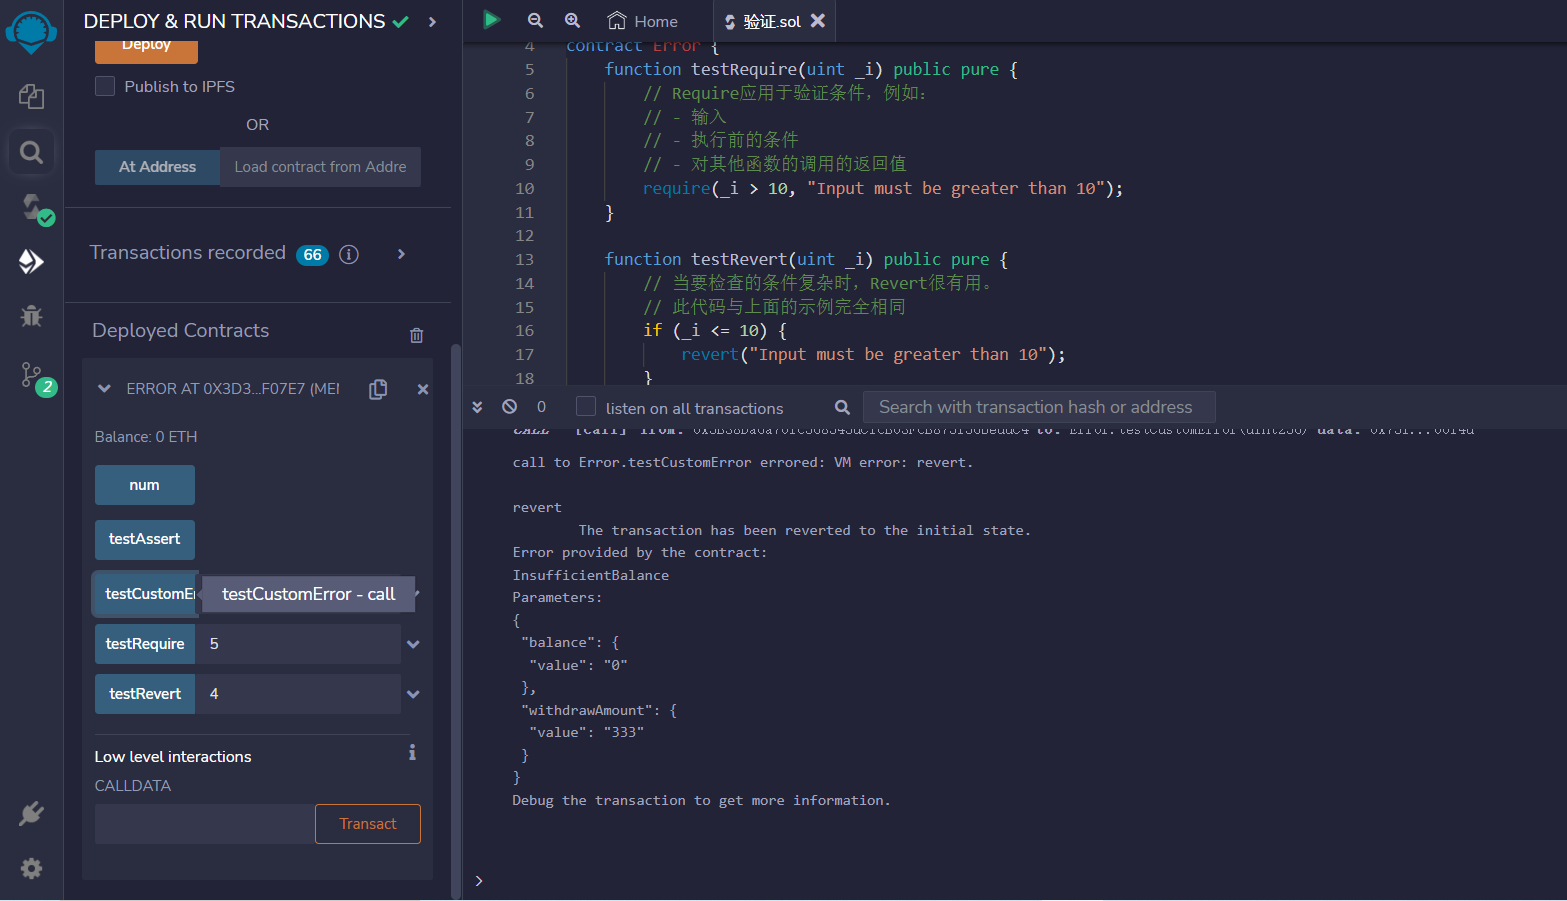 DEPLOY & RUN TRANSACTIONS
Deploy
Publish to IPFS
OR
At Address
Load contract from Addre
Transactions recorded 66
Deployed Contracts
2
ERROR AT 0X3D3...F07E7 (MEM
Balance: 0 ETH
num
testAssert
testCustomEr
testCustomError - call
testRequire 5
testRevert 4
Low level interactions
CALLDATA
Transact
Home
验证.sol
4 contract Error {
5 function testRequire(uint _i) public pure {
6 // Require应用于验证条件，例如：
7 // - 输入
8 // - 执行前的条件
9 // - 对其他函数的调用的返回值
10 require(_i > 10, "Input must be greater than 10");
11 }
12
13 function testRevert(uint _i) public pure {
14 // 当要检查的条件复杂时，Revert很有用。
15 // 此代码与上面的示例完全相同
16 if (_i <= 10) {
17 revert("Input must be greater than 10");
18 }
0
listen on all transactions
Search with transaction hash or address
CALL [call] from: to: Error.testCustomError(uint256) data:
call to Error.testCustomError errored: VM error: revert.
revert
The transaction has been reverted to the initial state.
Error provided by the contract:
InsufficientBalance
Parameters:
{
"balance": {
"value": "0"
},
"withdrawAmount": {
"value": "333"
}
}
Debug the transaction to get more information.
>